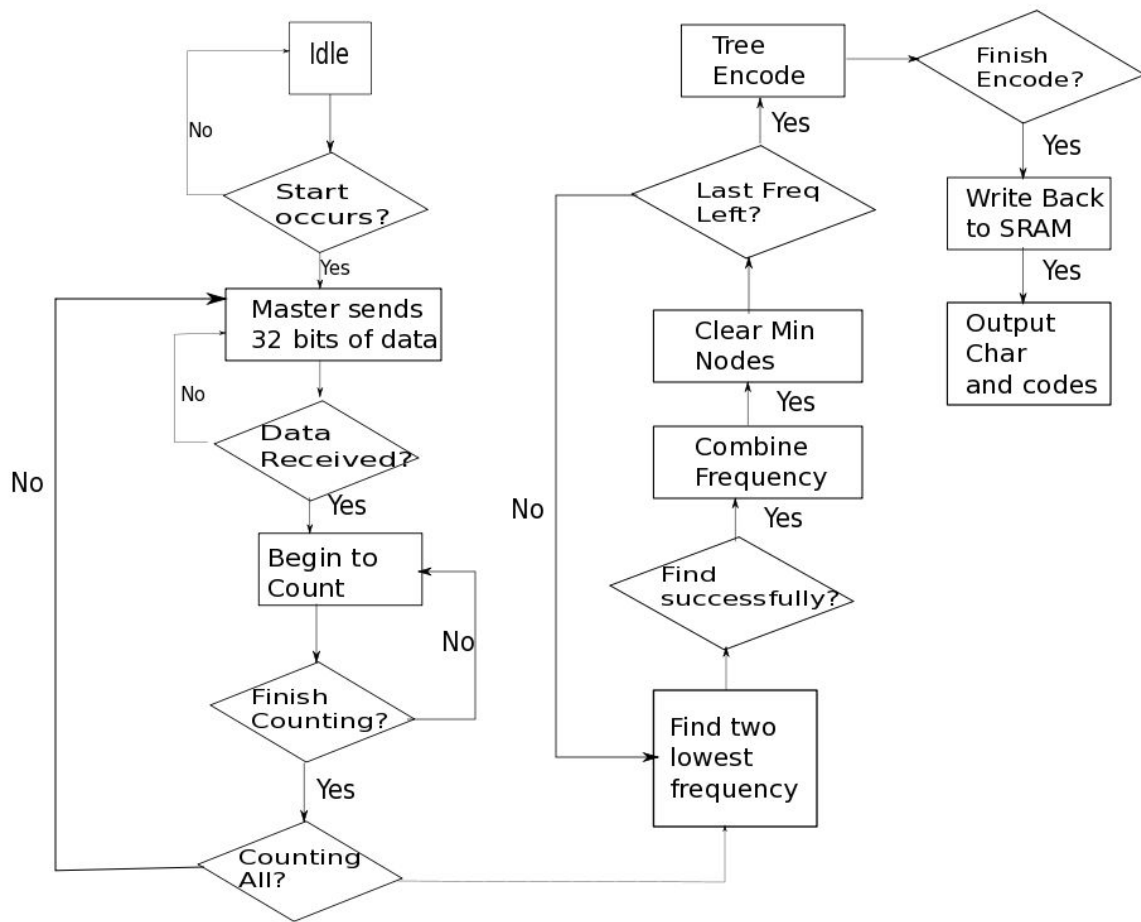 Idle
No
Start
occurs?
Yes
Master sends
32 bits of data
No
Data
Received?
Yes
No
Begin to
Count
No
Finish
Counting?
Yes
Counting
All?
Tree
Encode
Yes
Last Freq
Left?
Clear Min
Nodes
Yes
Combine
Frequency
Yes
No
Find
successfully?
Find two
lowest
frequency
Finish
Encode?
Yes
Write Back
to SRAM
Yes
Output
Char
and codes